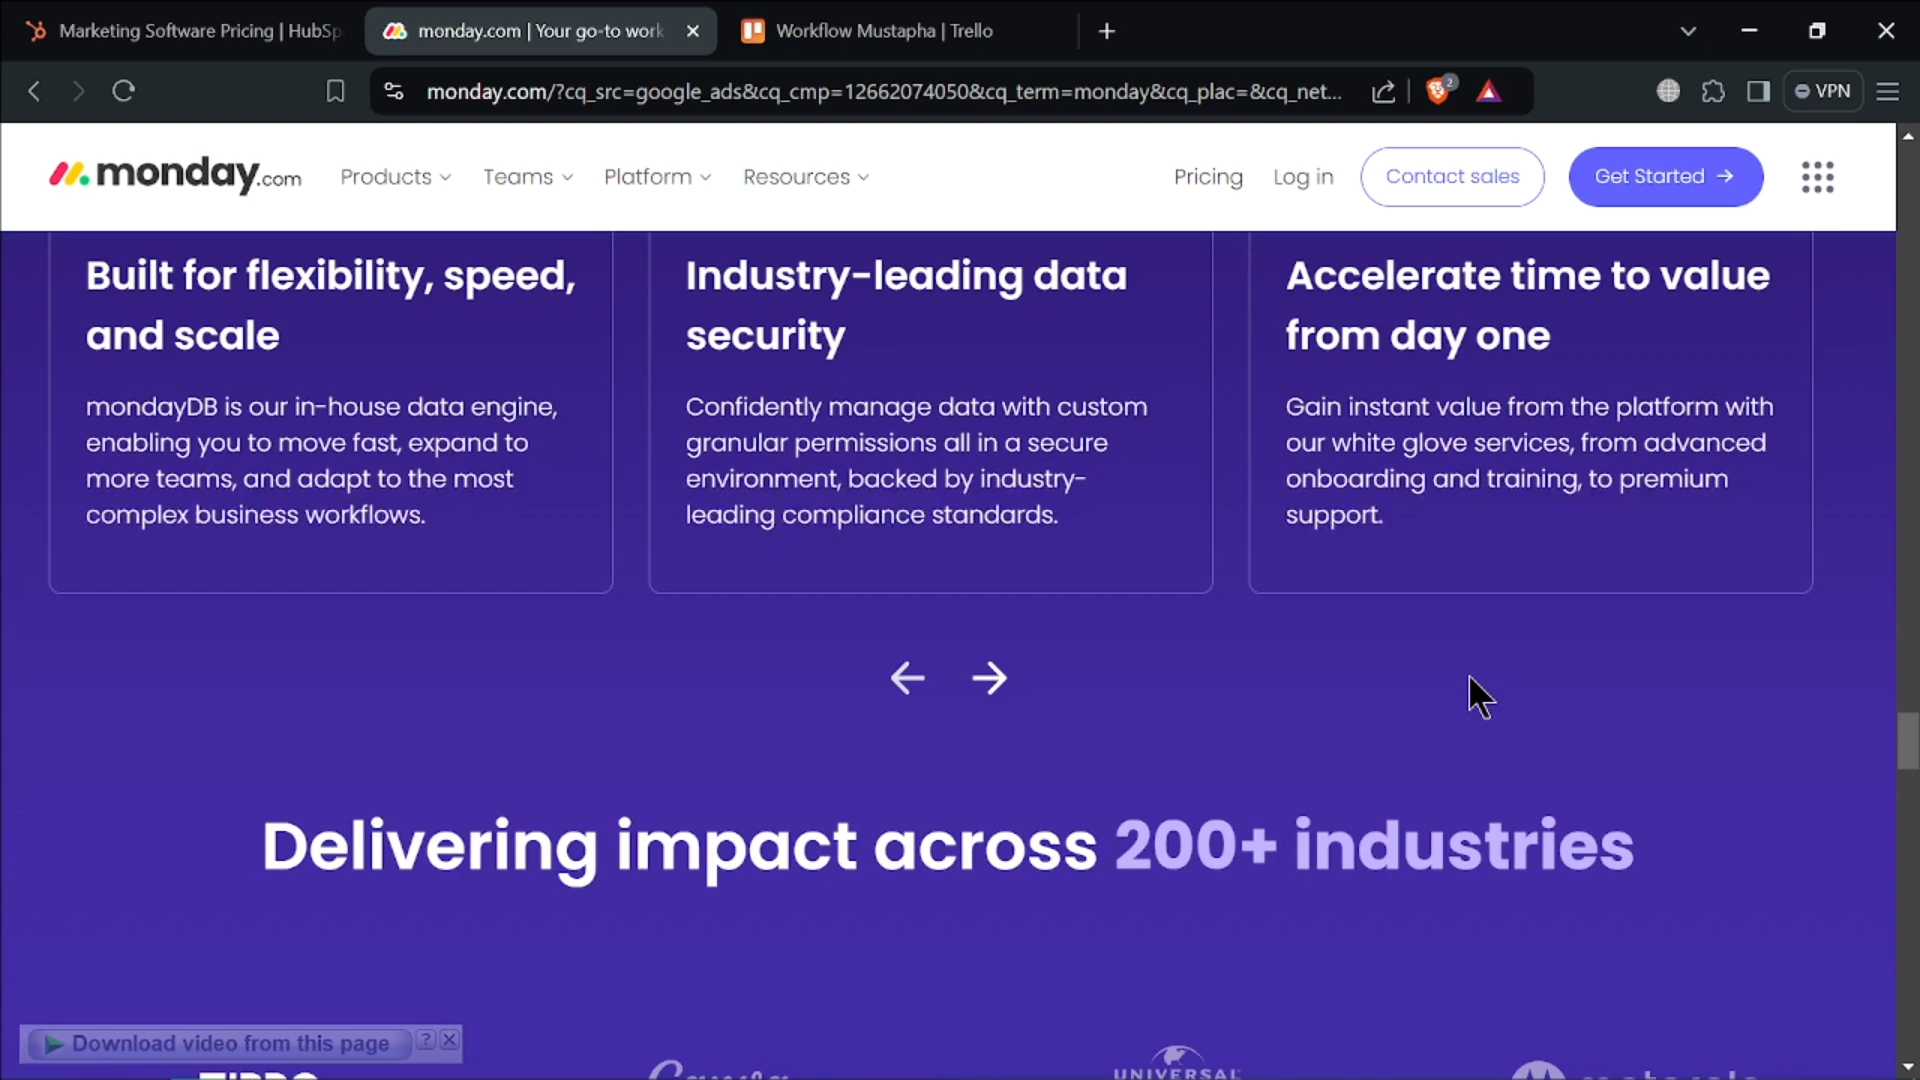 Marketing Software Pricing | HubSp
monday.com | Your go-to work
Workflow Mustapha | Trello
monday.com/?cq_src=google_ads&cq_cmp=12662074050&cq_term=monday&cq_plac=&cq_net...
2
VPN
monday.com
Products
Teams
Platform
Resources
Pricing
Log in
Contact sales
Get Started →
Built for flexibility, speed,
and scale
mondayDB is our in-house data engine,
enabling you to move fast, expand to
more teams, and adapt to the most
complex business workflows.
Industry-leading data
security
Confidently manage data with custom
granular permissions all in a secure
environment, backed by industry-
leading compliance standards.
Accelerate time to value
from day one
Gain instant value from the platform with
our white glove services, from advanced
onboarding and training, to premium
support.
Delivering impact across 200+ industries
Download video from this page
?
UNIVERSAL